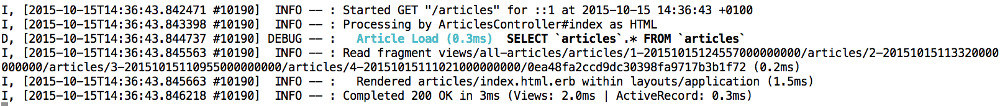 I, [2015-10-15T14:36:43.842471 #10190]  INFO -- : Started GET "/articles" for ::1 at 2015-10-15 14:36:43 +0100
I, [2015-10-15T14:36:43.843398 #10190]  INFO -- : Processing by ArticlesController#index as HTML
D, [2015-10-15T14:36:43.844737 #10190] DEBUG -- :   Article Load (0.3ms)  SELECT `articles`.* FROM `articles`
I, [2015-10-15T14:36:43.845563 #10190]  INFO -- : Read fragment views/all-articles/articles/1-20151015124557000000000/articles/2-20151015113320000
000000/articles/3-20151015110955000000000/articles/4-20151015111021000000000/0ea48fa2ccd9dc30398fa9717b3b1f72 (0.2ms)
I, [2015-10-15T14:36:43.845663 #10190]  INFO -- :   Rendered articles/index.html.erb within layouts/application (1.5ms)
I, [2015-10-15T14:36:43.846218 #10190]  INFO -- : Completed 200 OK in 3ms (Views: 2.0ms | ActiveRecord: 0.3ms)